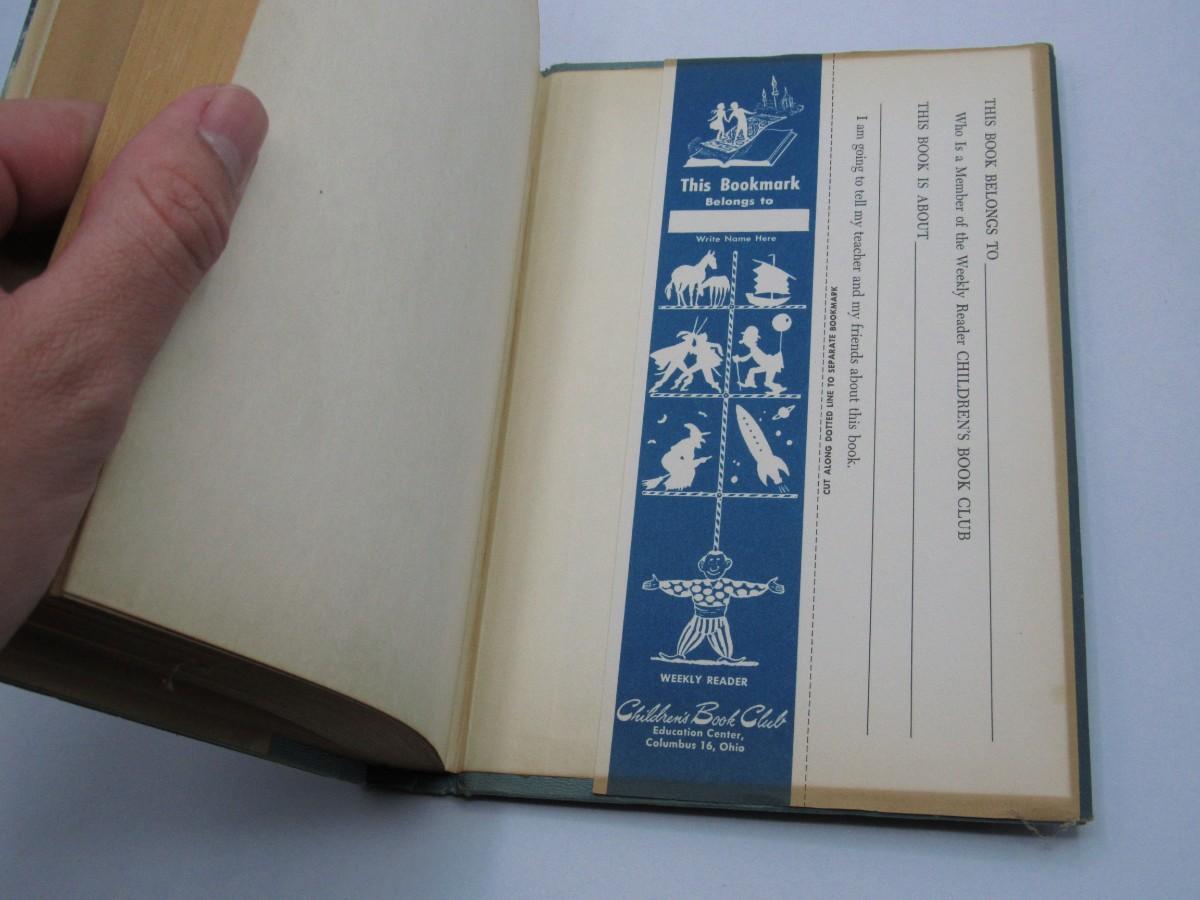 This Bookmark
Belongs to
Write Name Here
WEEKLY READER
Children's Book Club
Education Center,
Columbus 16, Ohio
CUT ALONG DOTTED LINE TO SEPARATE BOOKMARK
THIS BOOK BELONGS TO
Who Is a Member of the Weekly Reader CHILDREN'S BOOK CLUB
THIS BOOK IS ABOUT
I am going to tell my teacher and my friends about this book.